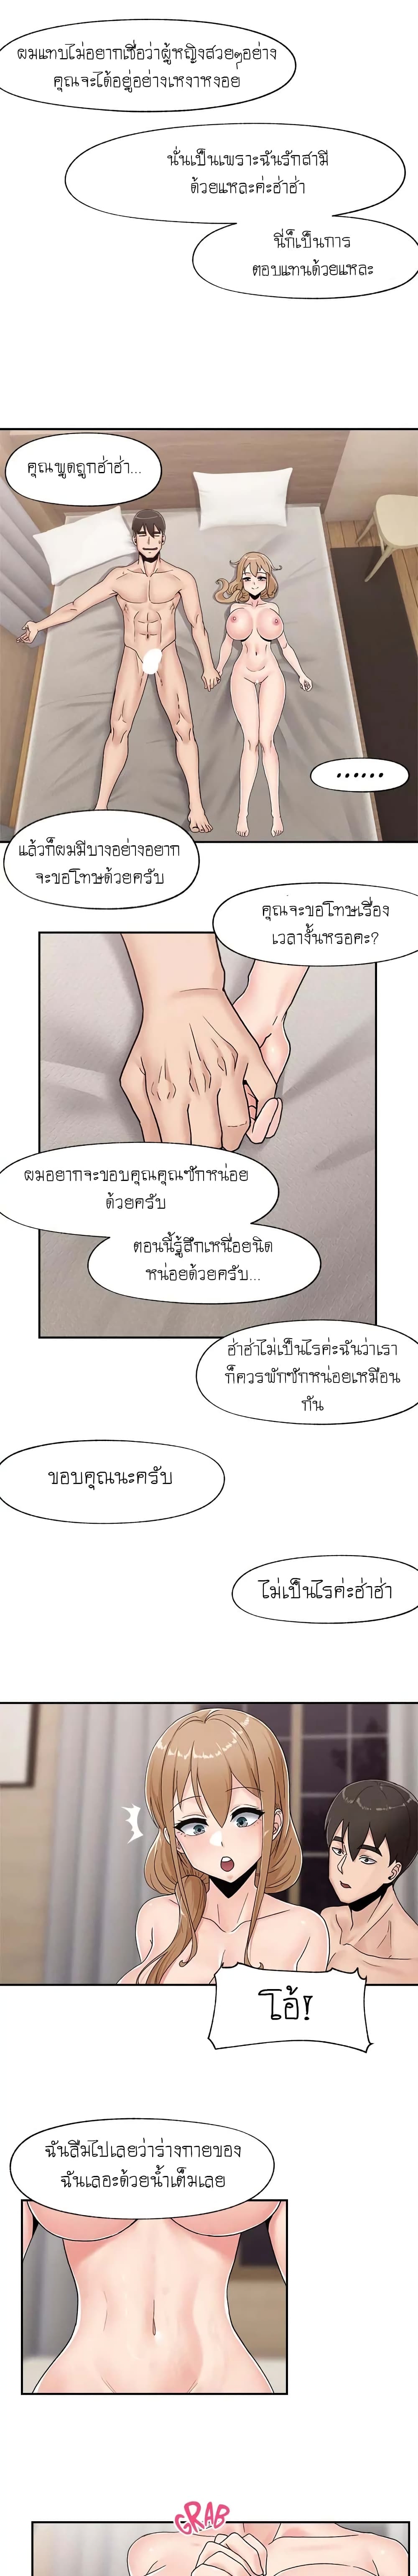 ผมแทบไม่อยากเชื่อว่าผู้หญิงสวยๆอย่าง
คุณจะได้อยู่อย่างเหงาหงอย
นั่นเป็นเพราะฉันรักสามี
ด้วยแหละค่ะฮ่าฮ่า
นี่ก็เป็นการ
ตอบแทนด้วยแหละ
คุณพูดถูกฮ่าฮ่า...
......
แล้วก็ผมมีบางอย่างอยาก
จะขอโทษด้วยครับ
คุณจะขอโทษเรื่อง
เวลางั้นหรอคะ?
ผมอยากจะขอบคุณคุณซักหน่อย
ด้วยครับ
ตอนนี้รู้สึกเหนื่อยนิด
หน่อยด้วยครับ...
ฮ่าฮ่าไม่เป็นไรค่ะฉันว่าเรา
ก็ควรพักซักหน่อยเหมือน
กัน
ขอบคุณนะครับ
ไม่เป็นไรค่ะฮ่าฮ่า
โอ้!
ฉันลืมไปเลยว่าร่างกายของ
ฉันเลอะด้วยน้ำเต็มเลย
GRAB